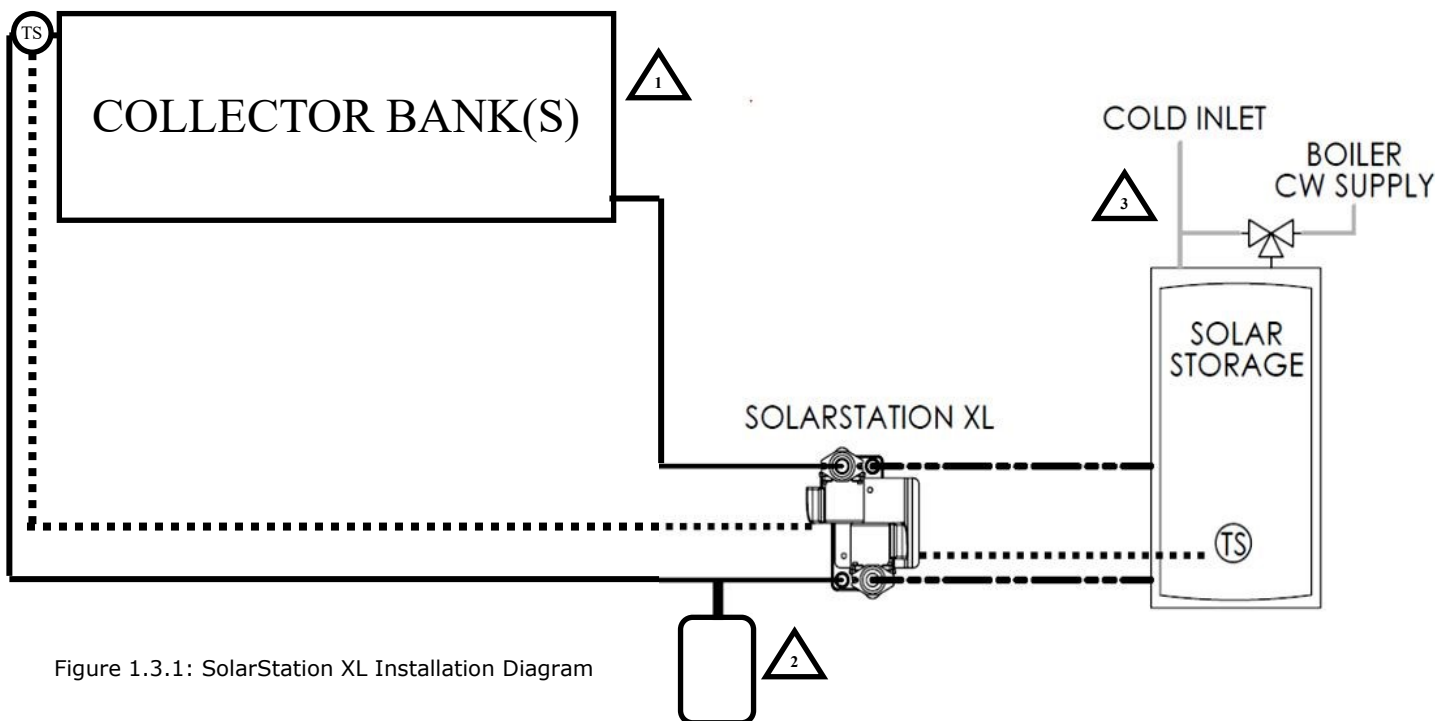 TS
COLLECTOR BANK(S)
1
COLD INLET
BOILER
CW SUPPLY
3
SOLAR
STORAGE
SOLARSTATION XL
TS
2
Figure 1.3.1: SolarStation XL Installation Diagram